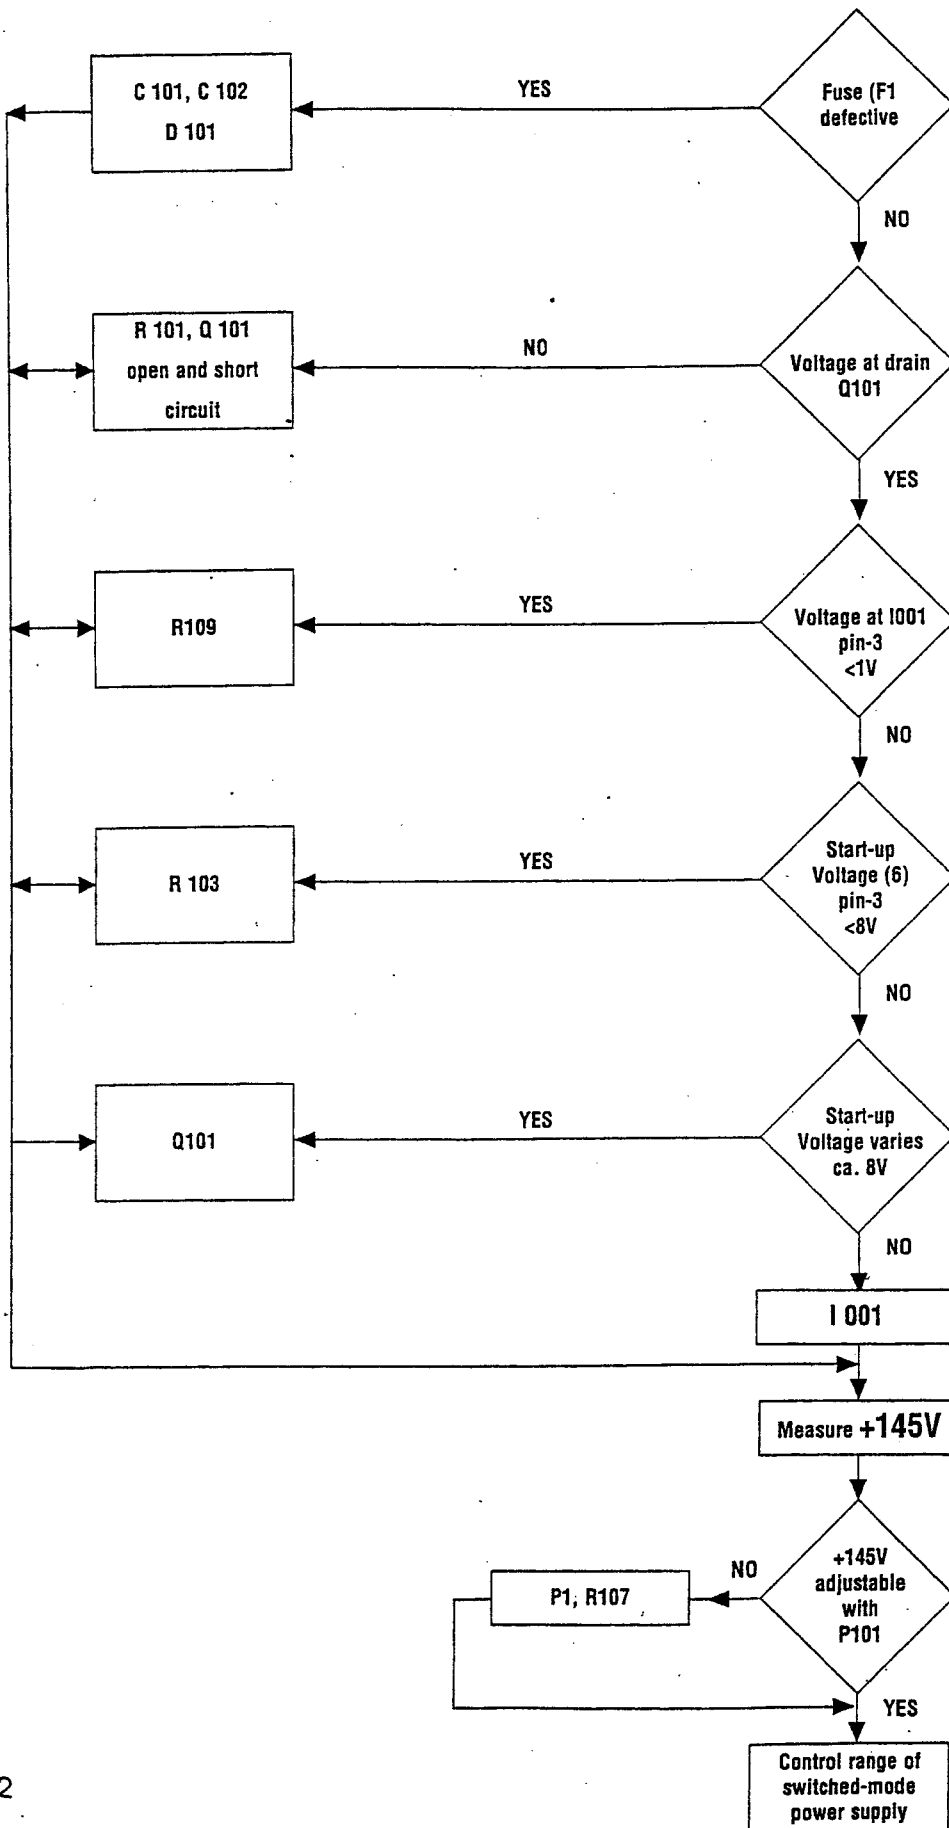 C 101, C 102
D 101
YES
Fuse (F1
defective
NO
R 101, Q 101
open and short
circuit
NO
Voltage at drain
Q101
YES
R109
YES
Voltage at I001
pin-3
<1V
NO
R 103
YES
Start-up
Voltage (6)
pin-3
<8V
NO
Q101
YES
Start-up
Voltage varies
ca. 8V
NO
I 001
Measure +145V
P1, R107
NO
+145V
adjustable
with
P101
YES
Control range of
switched-mode
power supply
2